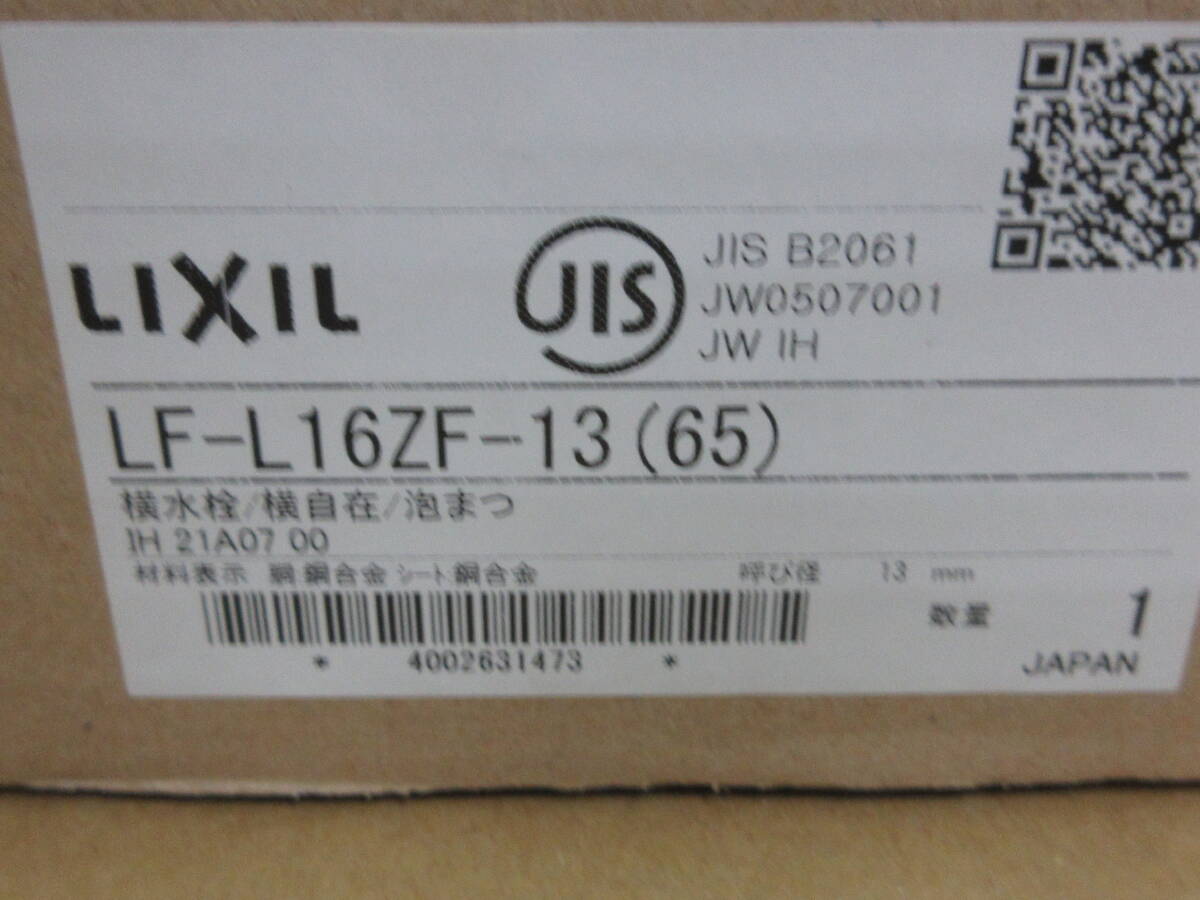 LIXIL
JIS
JIS B2061
JW0507001
JW IH
LF-L16ZF-13(65)
横水栓/横自在/泡まつ
IH 21A07 00
材料表示 胴:銅合金 シート:銅合金 呼び径 13 mm
数量 1
* 4002631473 *
JAPAN